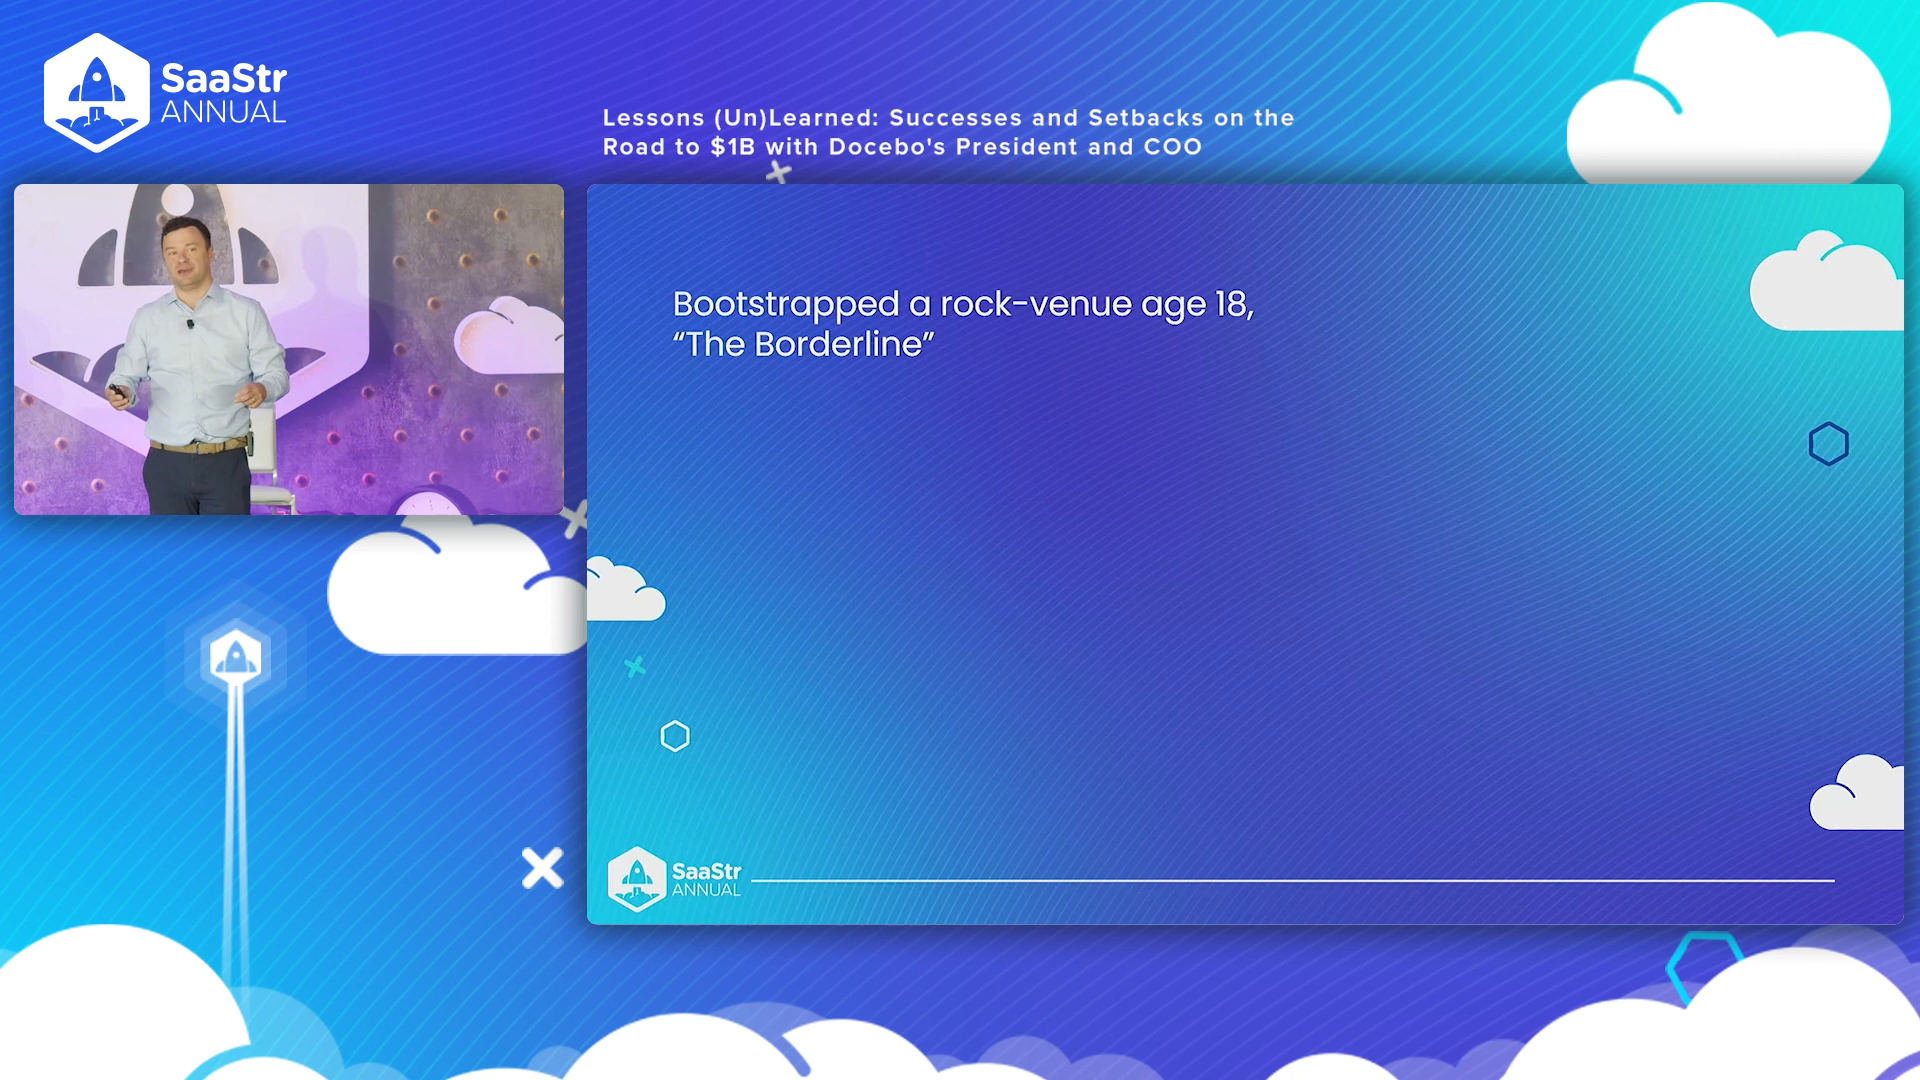 SaaStr
ANNUAL
Lessons (Un)Learned: Successes and Setbacks on the
Road to $1B with Docebo's President and COO
Bootstrapped a rock-venue age 18,
“The Borderline”
SaaStr
ANNUAL